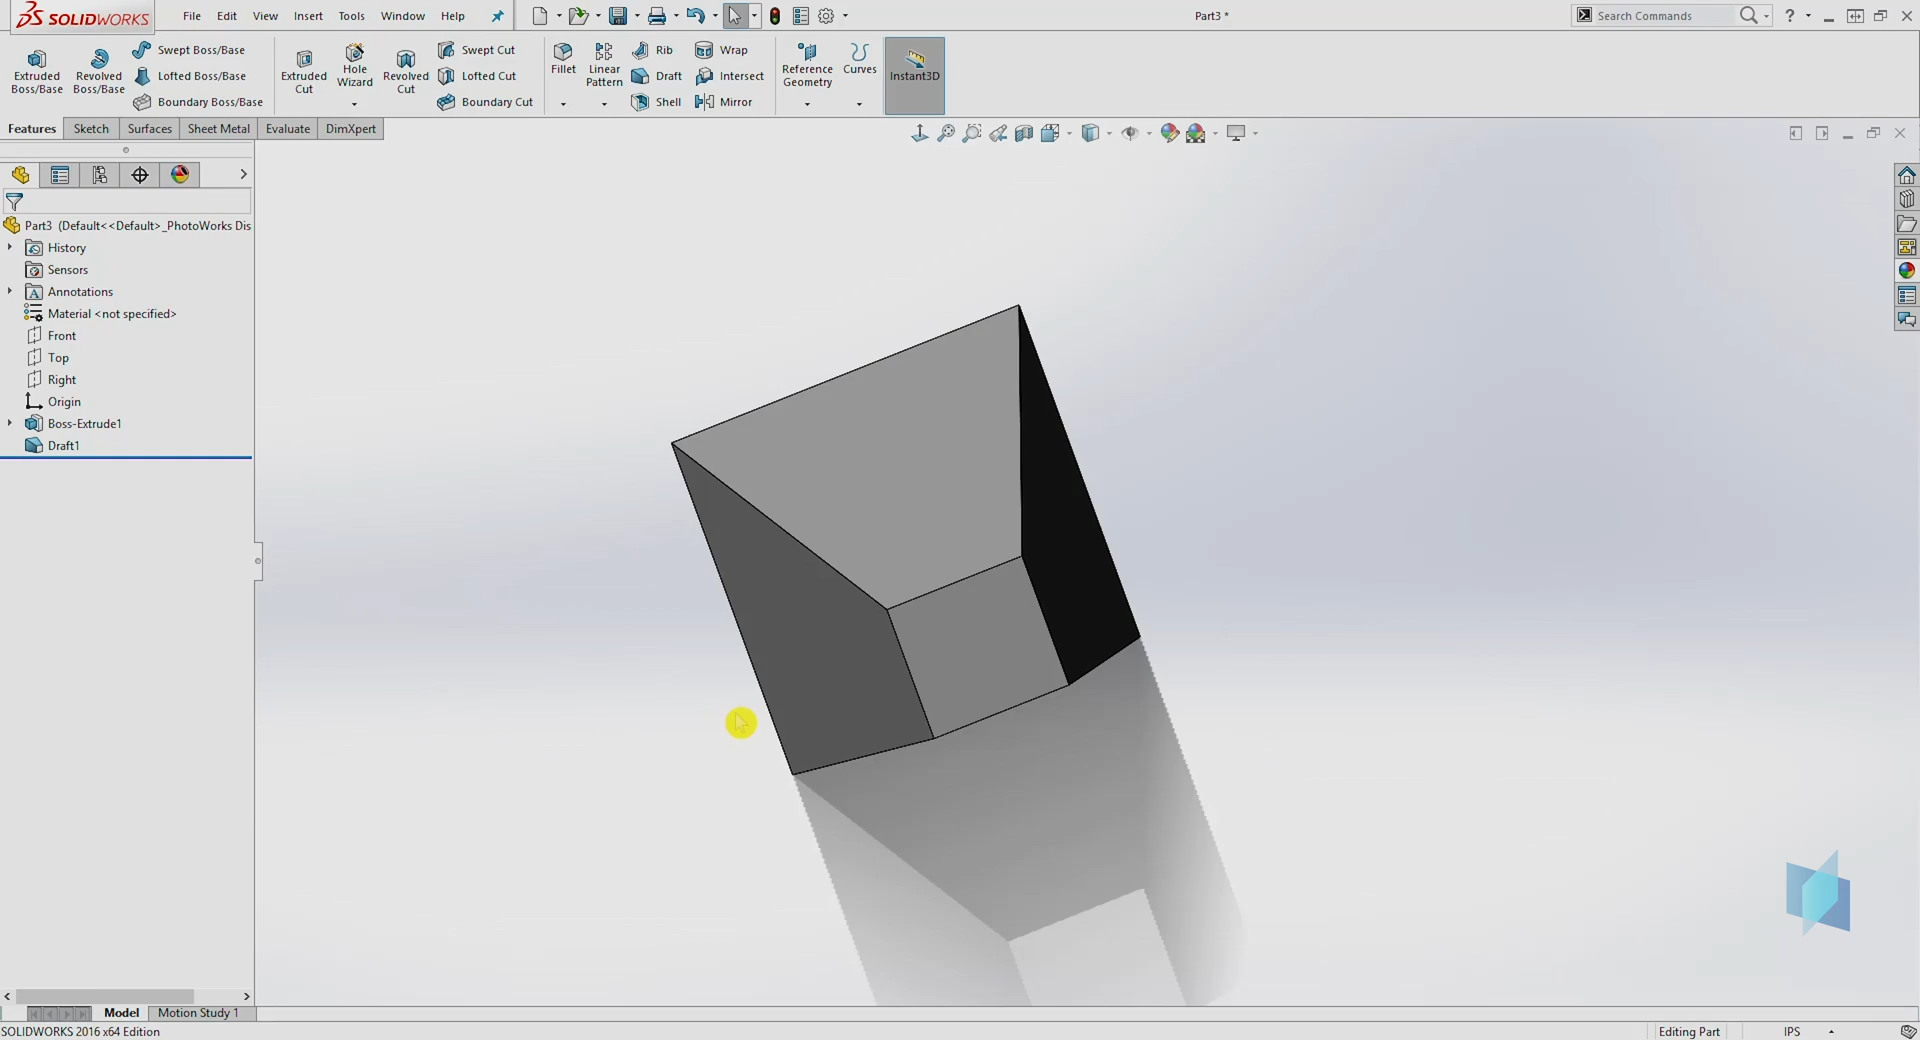 SOLIDWORKS File Edit View Insert Tools Window Help Part3 * Search Commands ?
Extruded Boss/Base
Revolved Boss/Base
Swept Boss/Base
Lofted Boss/Base
Boundary Boss/Base
Extruded Cut
Hole Wizard
Revolved Cut
Swept Cut
Lofted Cut
Boundary Cut
Fillet
Linear Pattern
Rib
Draft
Shell
Wrap
Intersect
Mirror
Reference Geometry
Curves
Instant3D
Features Sketch Surfaces Sheet Metal Evaluate DimXpert
Part3 (Default<<Default>_PhotoWorks Dis
History
Sensors
Annotations
Material <not specified>
Front
Top
Right
Origin
Boss-Extrude1
Draft1
Model Motion Study 1
SOLIDWORKS 2016 x64 Edition Editing Part IPS